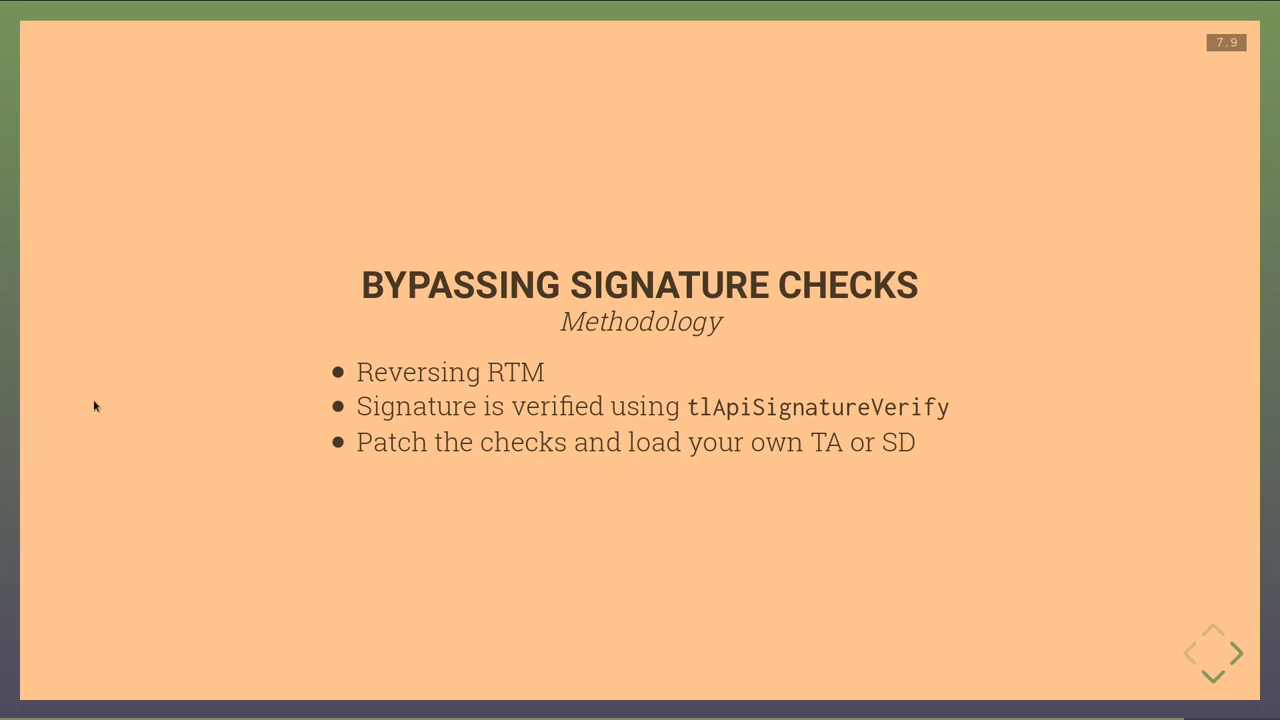 7.9
BYPASSING SIGNATURE CHECKS
Methodology
Reversing RTM
Signature is verified using tlApiSignatureVerify
Patch the checks and load your own TA or SD